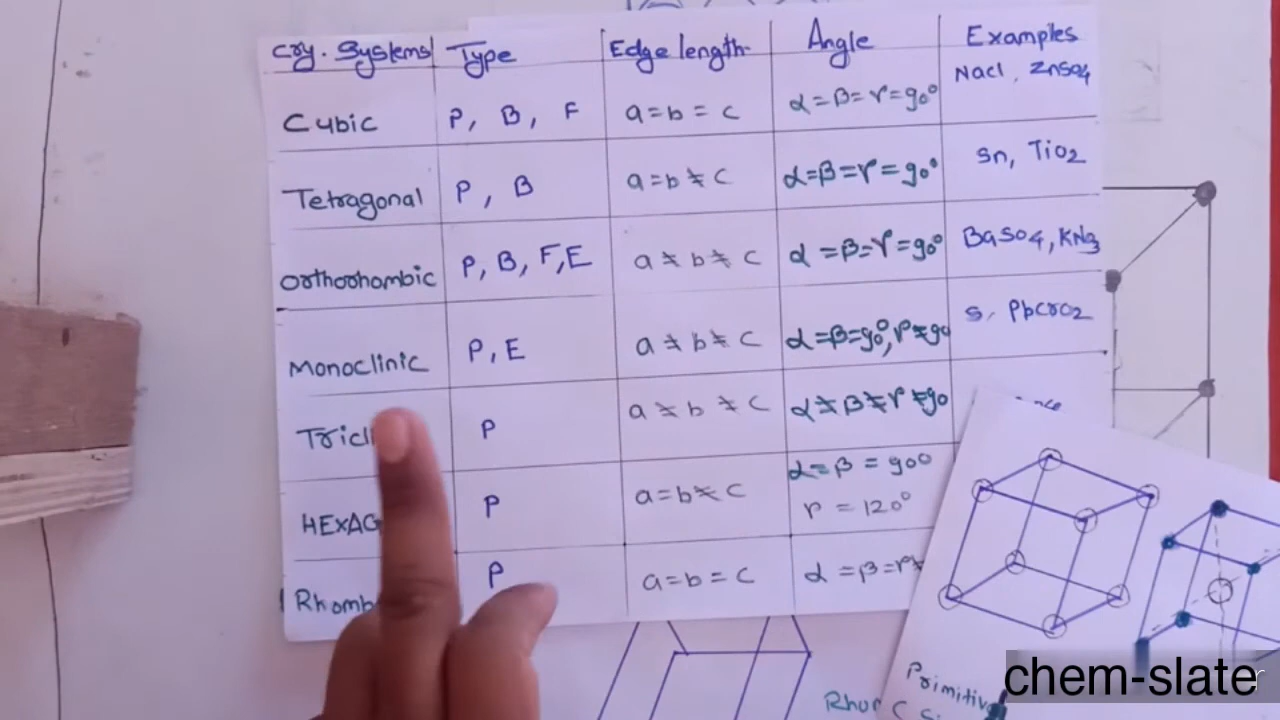 Cry. Systems Type Edge length Angle Examples
Cubic P, B, F a=b=c α=β=r=90° Nacl, ZnSO4
Tetragonal P, B a=b≠c α=β=r=90° Sn, TiO2
Orthorhombic P, B, F,E a≠b≠c α=β=r=90° BaSO4, KNO3
Monoclinic P, E a≠b≠c α=β=90°, r≠90 S, PbCrO2
P a≠b≠c α≠β≠r≠90
P a=b≠c α=β=90° r=120°
P a=b=c α=β=r≠
Primitive
chem-slate